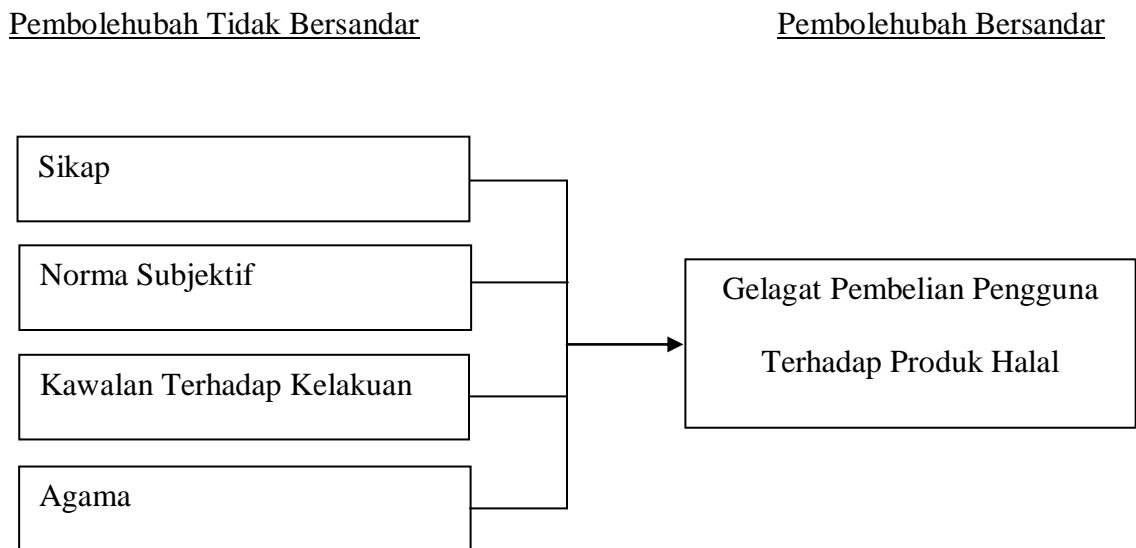 Pembolehubah Tidak Bersandar
Pembolehubah Bersandar
Sikap
Norma Subjektif
Kawalan Terhadap Kelakuan
Agama
Gelagat Pembelian Pengguna
Terhadap Produk Halal